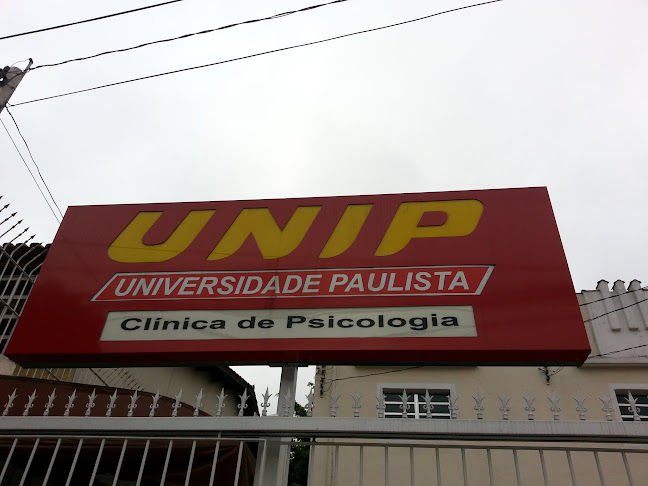 UNIP
UNIVERSIDADE PAULISTA
Clínica de Psicologia